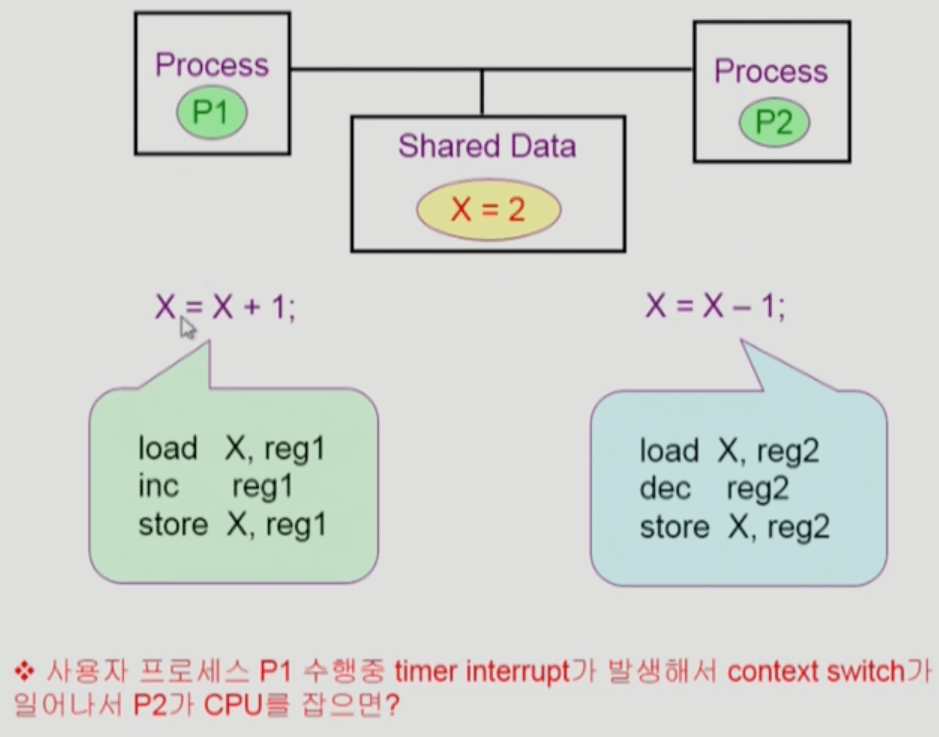 Process
P1
Process
P2
Shared Data
X = 2
X = X + 1;
X = X – 1;
load X, reg1
inc reg1
store X, reg1
load X, reg2
dec reg2
store X, reg2
❖ 사용자 프로세스 P1 수행중 timer interrupt가 발생해서 context switch가
일어나서 P2가 CPU를 잡으면?